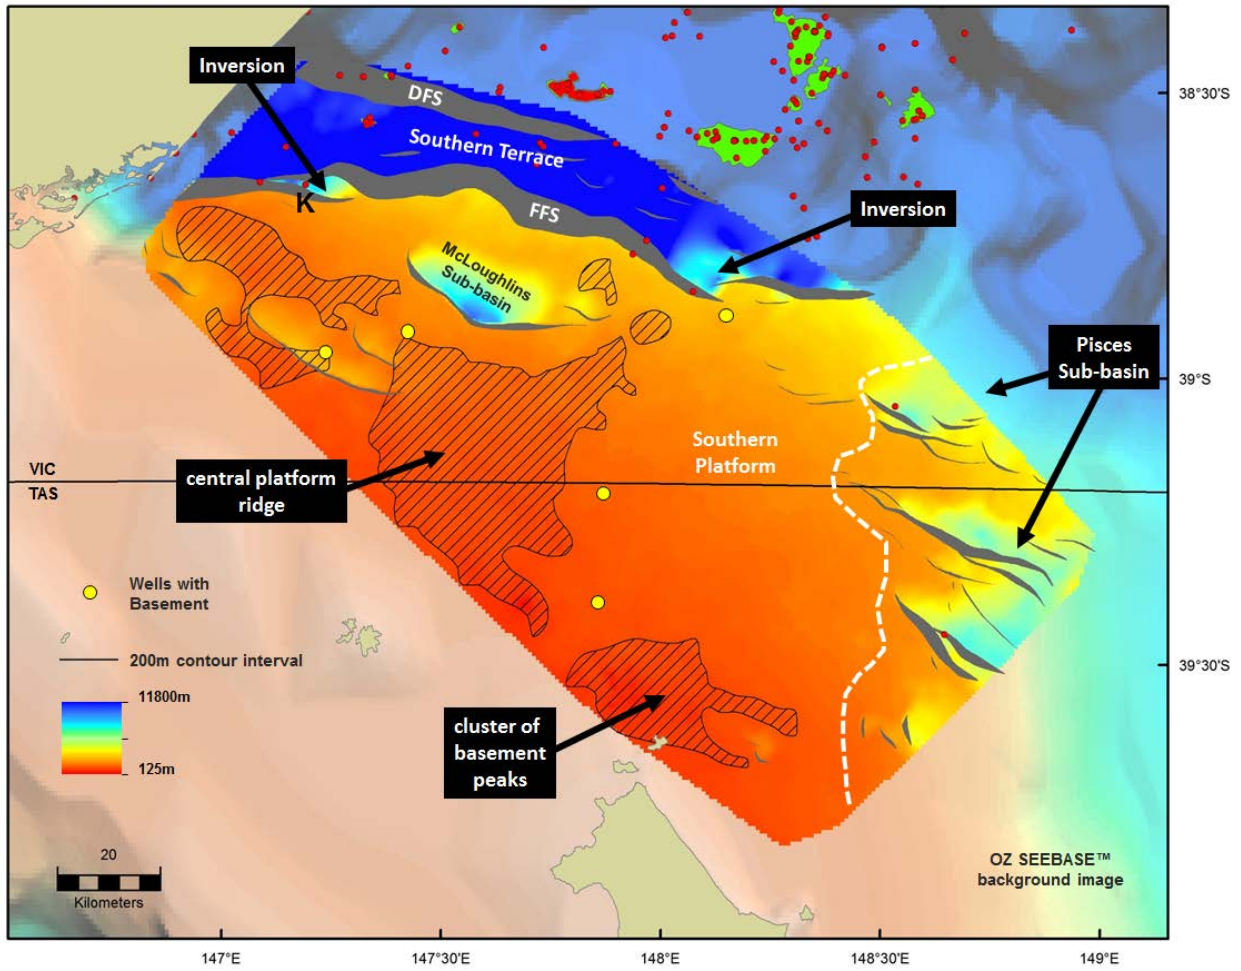 Inversion
DFS
38°30'S
Southern Terrace
K
FFS
Inversion
McLoughlins
Sub-basin
Pisces
Sub-basin
39°S
Southern
Platform
VIC
TAS
central platform
ridge
Wells with
Basement
200m contour interval
39°30'S
11800m
125m
cluster of
basement
peaks
20
Kilometers
OZ SEEBASE™
background image
147°E
147°30'E
148°E
148°30'E
149°E